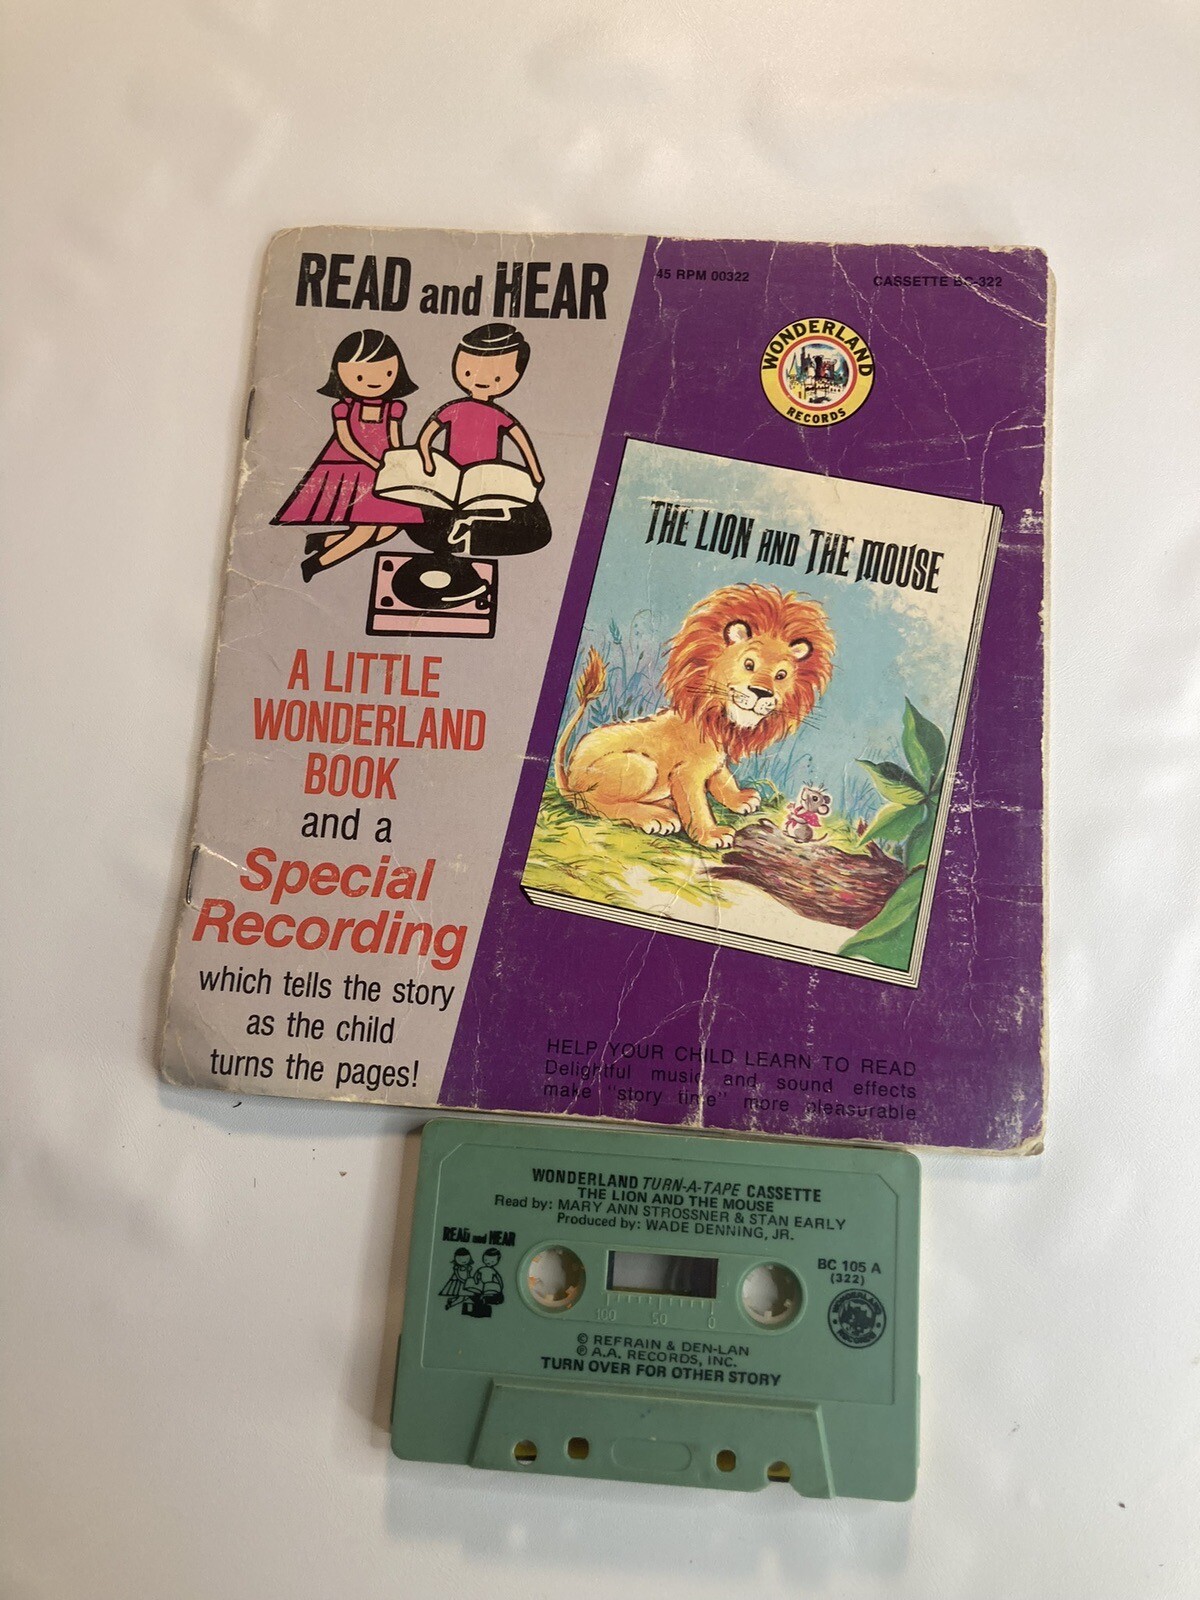 READ and HEAR
45 RPM 00322
CASSETTE BC-322
WONDERLAND
RECORDS
THE LION AND THE MOUSE
A LITTLE
WONDERLAND
BOOK
and a
Special
Recording
which tells the story
as the child
turns the pages!
HELP YOUR CHILD LEARN TO READ
Delightful music and sound effects
make "story time" more pleasurable
WONDERLAND TURN-A-TAPE CASSETTE
THE LION AND THE MOUSE
Read by: MARY ANN STROSSNER & STAN EARLY
Produced by: WADE DENNING, JR.
READ and HEAR
BC 105 A
(322)
WONDERLAND
RECORDS
100 50 0
© REFRAIN & DEN-LAN
℗ A.A. RECORDS, INC.
TURN OVER FOR OTHER STORY